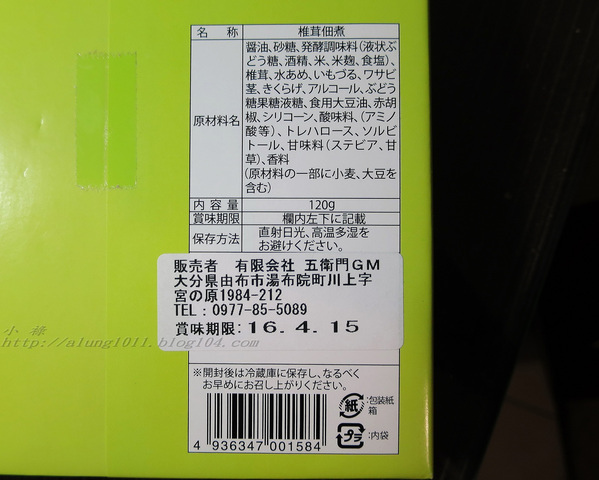 名　称　椎茸佃煮
原材料名
醤油、砂糖、発酵調味料（液状ぶ
どう糖、酒精、米、米麹、食塩）、
椎茸、水あめ、いもづる、ワサビ
茎、きくらげ、アルコール、ぶどう
糖果糖液糖、食用大豆油、赤胡
椒、シリコーン、酸味料、（アミノ
酸等）、トレハロース、ソルビ
トール、甘味料（ステビア、甘
草）、香料
（原材料の一部に小麦、大豆を
含む）
内容量　120g
賞味期限　欄内左下に記載
保存方法　直射日光、高温多湿を
お避けください。
販売者　有限会社 五衛門GM
大分県由布市湯布院町川上字
宮の原1984-212
TEL：0977-85-5089
賞味期限: 16.4.15
※開封後は冷蔵庫に保存し、なるべく
お早めにお召し上がりください。
紙 :包装紙
箱
プラ :内袋
4 936347 001584
小祿
http://alung1011.blog104.com/